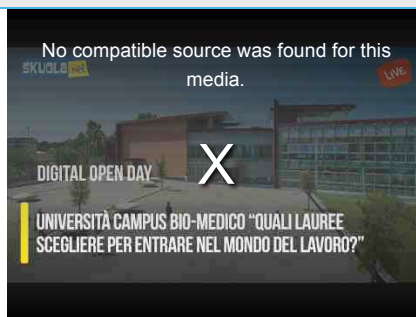 No compatible source was found for this
media.
SKUOLA.net
LIVE
X
DIGITAL OPEN DAY
UNIVERSITÀ CAMPUS BIO-MEDICO “QUALI LAUREE
SCEGLIERE PER ENTRARE NEL MONDO DEL LAVORO?”